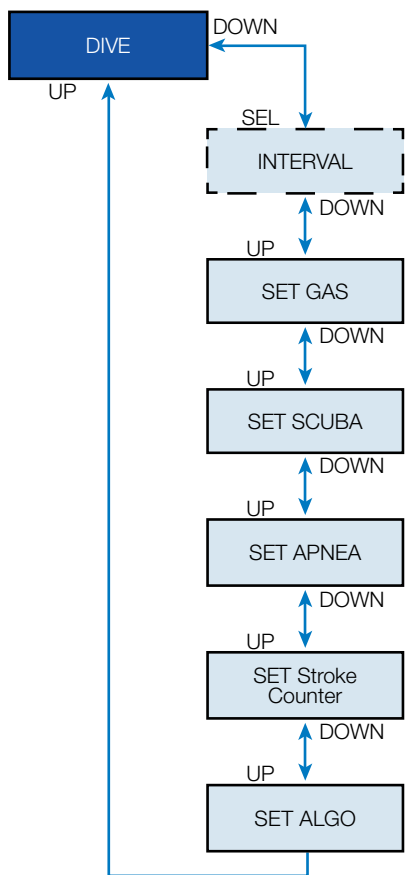 DIVE
DOWN
UP
SEL
INTERVAL
DOWN
UP
SET GAS
DOWN
UP
SET SCUBA
DOWN
UP
SET APNEA
DOWN
UP
SET Stroke
Counter
DOWN
UP
SET ALGO